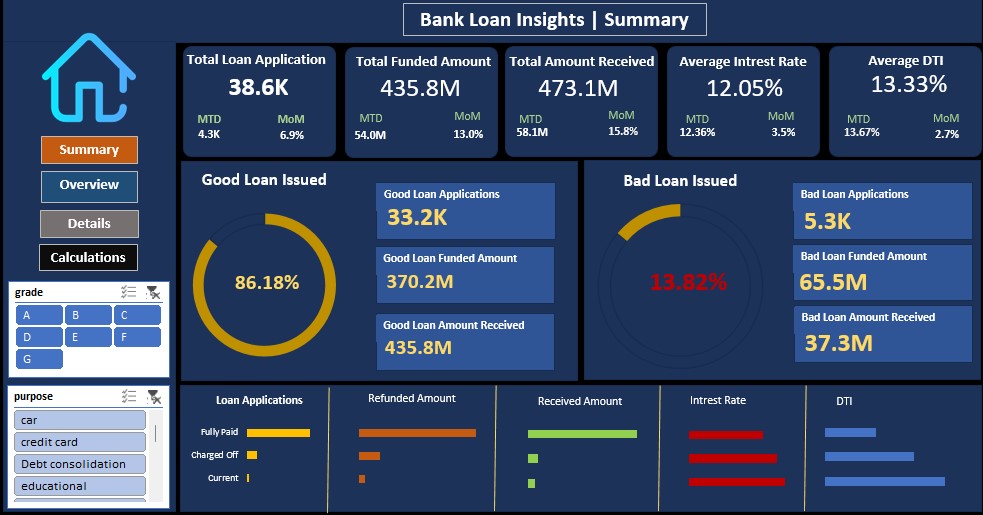 Bank Loan Insights | Summary
Summary
Overview
Details
Calculations
grade
A B C
D E F
G
purpose
car
credit card
Debt consolidation
educational
Total Loan Application
38.6K
MTD MoM
4.3K 6.9%
Total Funded Amount
435.8M
MTD MoM
54.0M 13.0%
Total Amount Received
473.1M
MTD MoM
58.1M 15.8%
Average Intrest Rate
12.05%
MTD MoM
12.36% 3.5%
Average DTI
13.33%
MTD MoM
13.67% 2.7%
Good Loan Issued
86.18%
Good Loan Applications
33.2K
Good Loan Funded Amount
370.2M
Good Loan Amount Received
435.8M
Bad Loan Issued
13.82%
Bad Loan Applications
5.3K
Bad Loan Funded Amount
65.5M
Bad Loan Amount Received
37.3M
Loan Applications
Fully Paid
Charged Off
Current
Refunded Amount
Received Amount
Intrest Rate
DTI